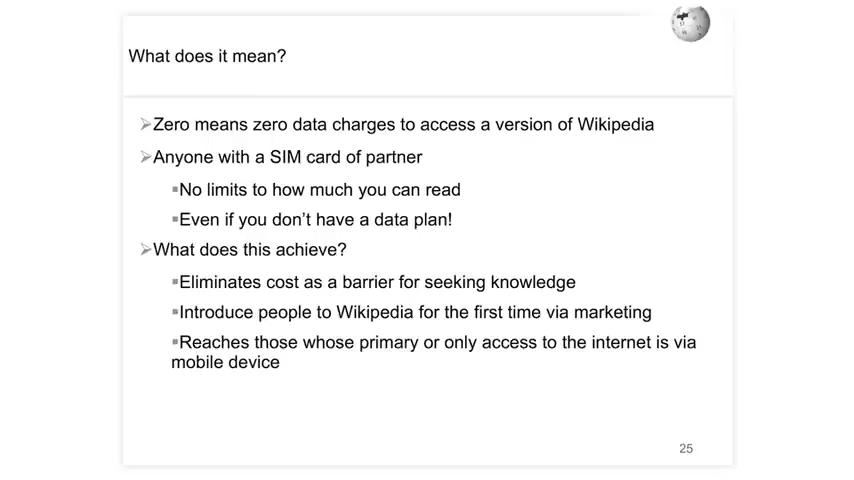 What does it mean?
➢Zero means zero data charges to access a version of Wikipedia
➢Anyone with a SIM card of partner
▪No limits to how much you can read
▪Even if you don’t have a data plan!
➢What does this achieve?
▪Eliminates cost as a barrier for seeking knowledge
▪Introduce people to Wikipedia for the first time via marketing
▪Reaches those whose primary or only access to the internet is via
mobile device
25